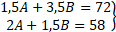 1,5A + 3,5B = 72
2A + 1,5B = 58}